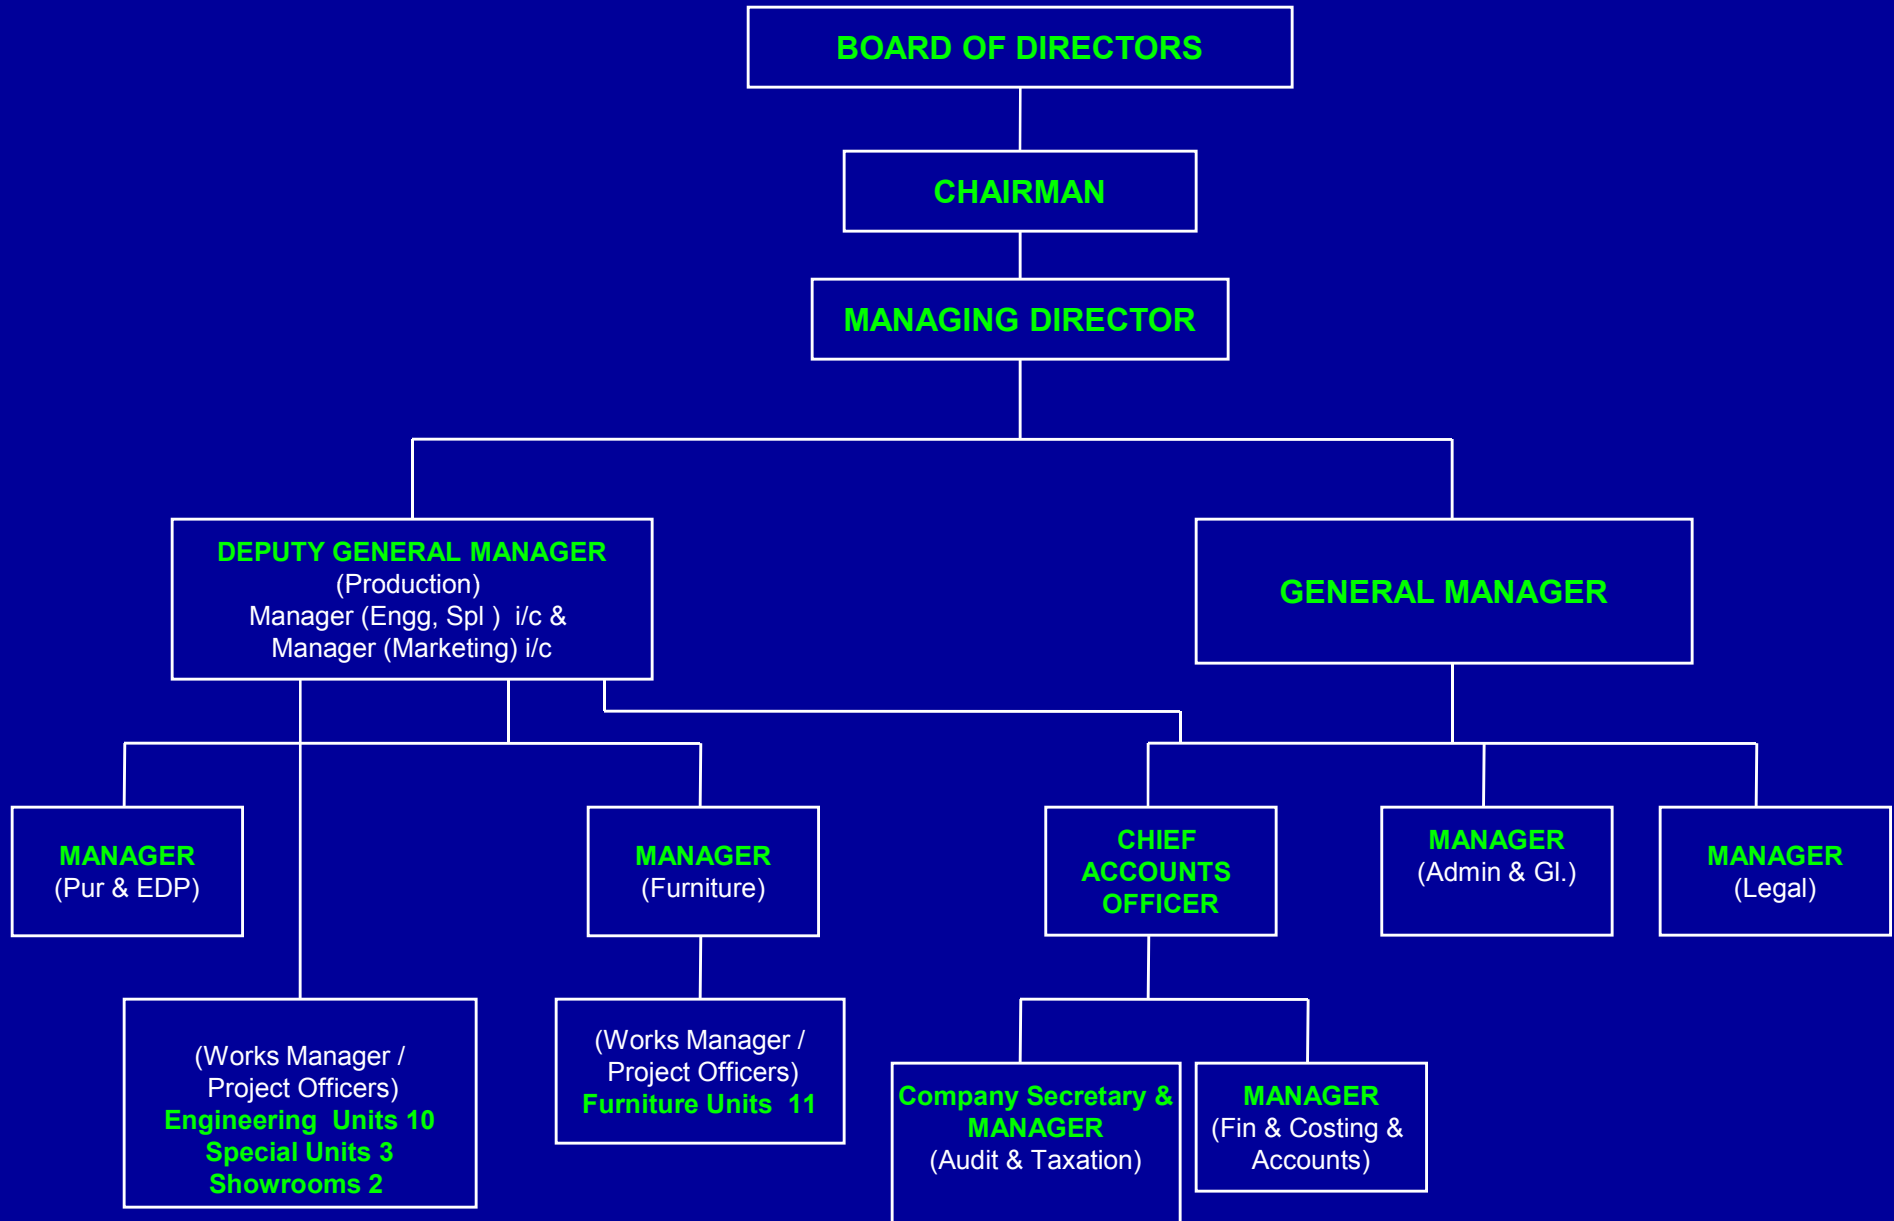 BOARD OF DIRECTORS
CHAIRMAN
MANAGING DIRECTOR
DEPUTY GENERAL MANAGER
(Production)
Manager (Engg, Spl ) i/c &
Manager (Marketing) i/c
GENERAL MANAGER
MANAGER
(Pur & EDP)
MANAGER
(Furniture)
CHIEF
ACCOUNTS
OFFICER
MANAGER
(Admin & Gl.)
MANAGER
(Legal)
(Works Manager /
Project Officers)
Engineering Units 10
Special Units 3
Showrooms 2
(Works Manager /
Project Officers)
Furniture Units 11
Company Secretary &
MANAGER
(Audit & Taxation)
MANAGER
(Fin & Costing &
Accounts)